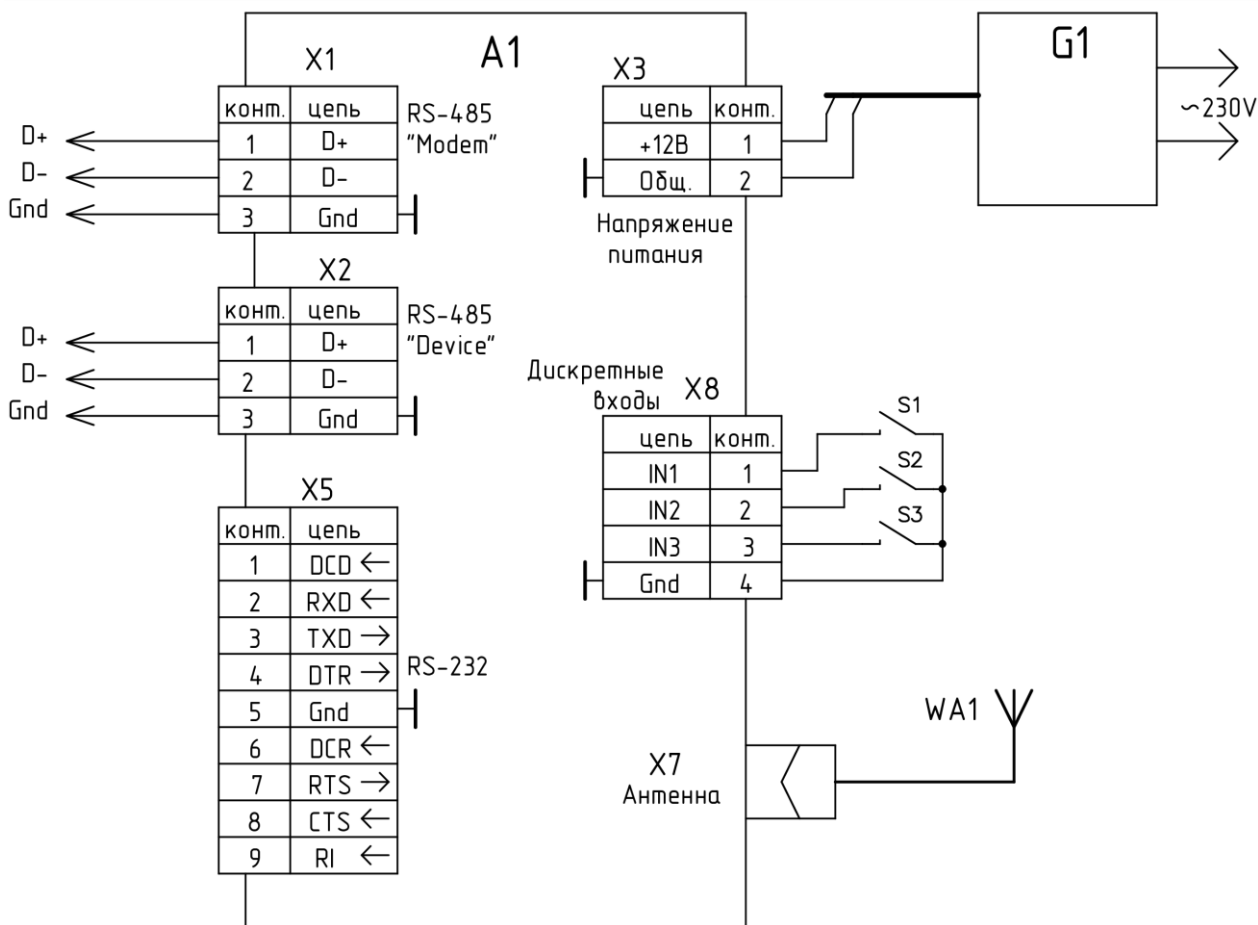 A1
G1
~230V
X1
конт. цепь
1 D+
2 D-
3 Gnd
RS-485
"Modem"
D+
D-
Gnd
X3
цепь конт.
+12В 1
Общ. 2
Напряжение
питания
X2
конт. цепь
1 D+
2 D-
3 Gnd
RS-485
"Device"
D+
D-
Gnd
Дискретные
входы
X8
цепь конт.
IN1 1
IN2 2
IN3 3
Gnd 4
S1
S2
S3
X5
конт. цепь
1 DCD ←
2 RXD ←
3 TXD →
4 DTR →
5 Gnd
6 DCR ←
7 RTS →
8 CTS ←
9 RI ←
RS-232
X7
Антенна
WA1